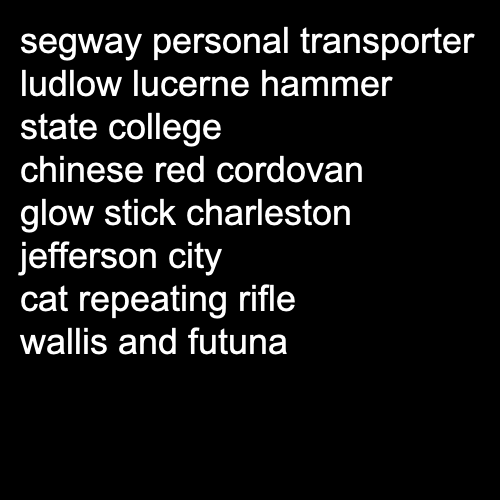 segway personal transporter
ludlow lucerne hammer
state college
chinese red cordovan
glow stick charleston
jefferson city
cat repeating rifle
wallis and futuna